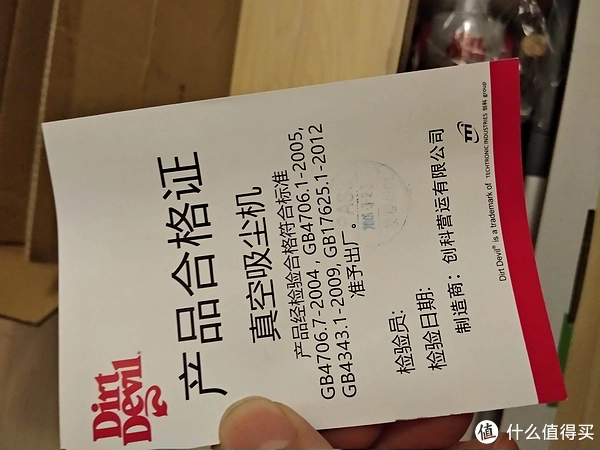 Dirt
Devil
产品合格证
真空吸尘机
产品经检验合格符合标准
GB4706.7-2004, GB4706.1-2005,
GB4343.1-2009, GB17625.1-2012
准予出厂。
检验员:
检验日期:
制造商: 创科营运有限公司
Dirt Devil® is a trademark of TECHTRONIC INDUSTRIES 创科 group
值 什么值得买